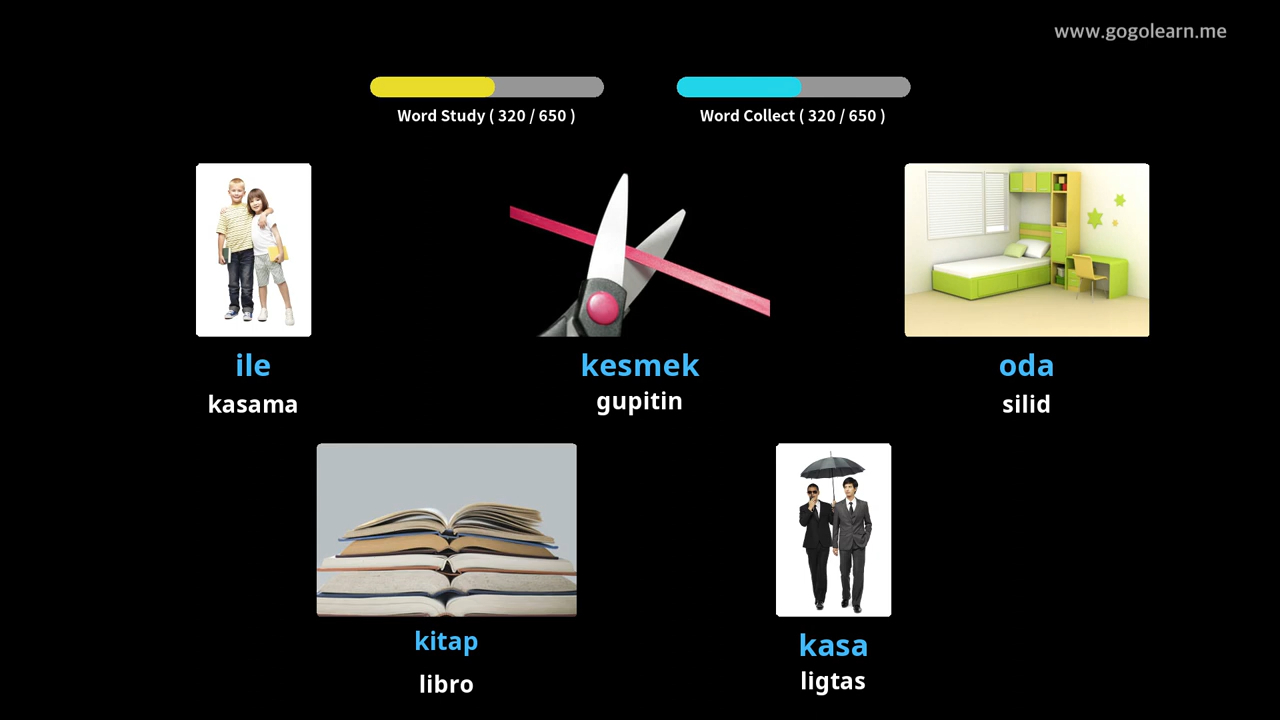 www.gogolearn.me
Word Study ( 320 / 650 )
Word Collect ( 320 / 650 )
ile
kasama
kesmek
gupitin
oda
silid
kitap
libro
kasa
ligtas